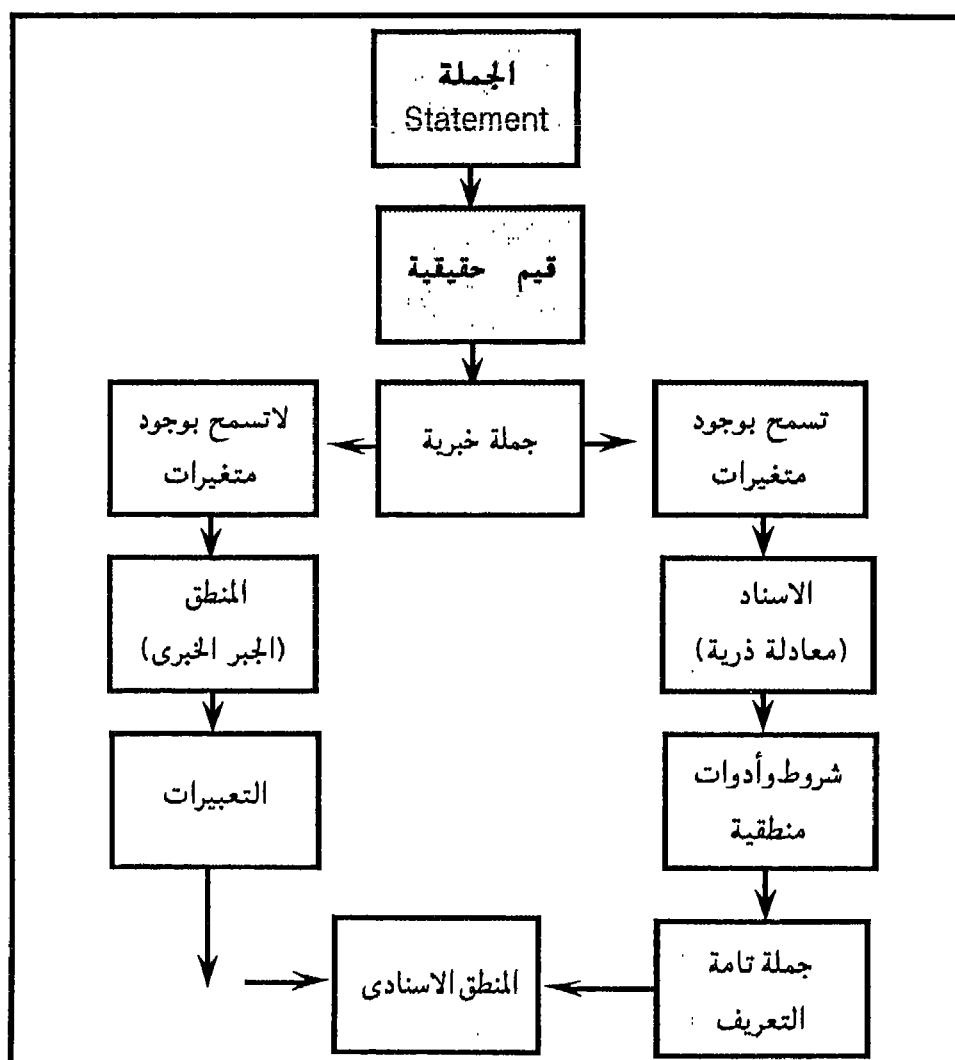 الجملة
Statement
قيم حقيقية
جملة خبرية
تسمح بوجود
متغيرات
لاتسمح بوجود
متغيرات
الاسناد
(معادلة ذرية)
المنطق
(الجبر الخبرى)
شروط وأدوات
منطقية
التعبيرات
جملة تامة
التعريف
المنطق الاسنادى